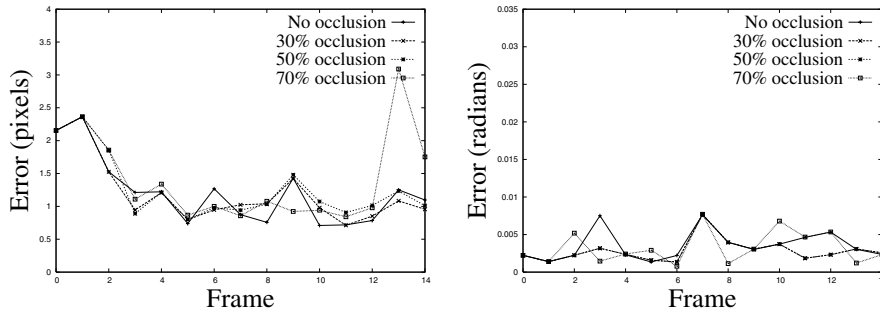 No occlusion
30% occlusion
50% occlusion
70% occlusion
4
3.5
3
2.5
2
1.5
1
0.5
0
Error (pixels)
0 2 4 6 8 10 12 14
Frame
No occlusion
30% occlusion
50% occlusion
70% occlusion
0.035
0.03
0.025
0.02
0.015
0.01
0.005
0
Error (radians)
0 2 4 6 8 10 12 14
Frame